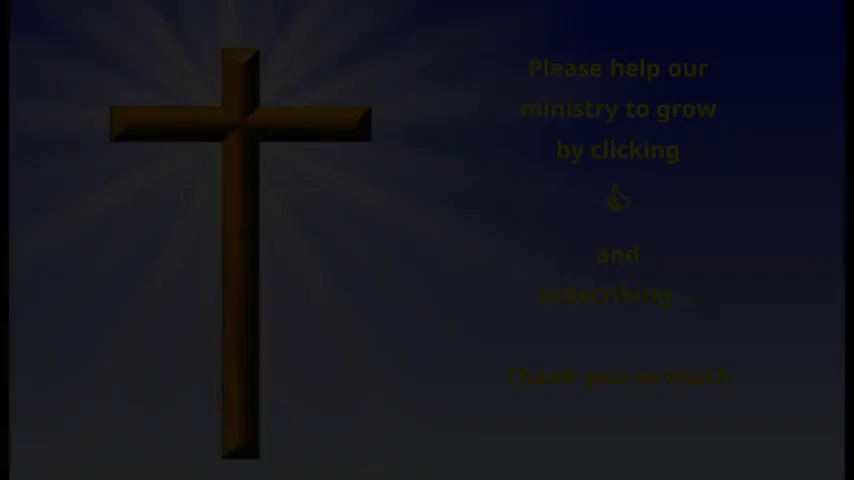 Please help our
ministry to grow
by clicking
👍
and
subscribing ...
Thank you so much